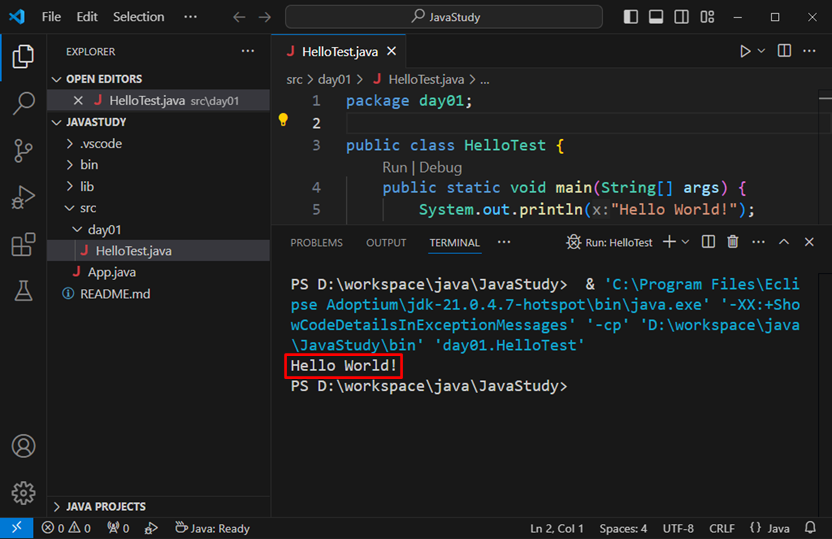 File Edit Selection ··· JavaStudy
EXPLORER ···
OPEN EDITORS
HelloTest.java src\day01
JAVASTUDY
.vscode
bin
lib
src
day01
J HelloTest.java
J App.java
README.md
JAVA PROJECTS
J HelloTest.java
src > day01 > J HelloTest.java > ...
1 package day01;
2
3 public class HelloTest {
Run | Debug
4 public static void main(String[] args) {
5 System.out.println(x:"Hello World!");
PROBLEMS OUTPUT TERMINAL ··· Run: HelloTest
PS D:\workspace\java\JavaStudy> & 'C:\Program Files\Ecli
pse Adoptium\jdk-21.0.4.7-hotspot\bin\java.exe' '-XX:+Sho
wCodeDetailsInExceptionMessages' '-cp' 'D:\workspace\java
\JavaStudy\bin' 'day01.HelloTest'
Hello World!
PS D:\workspace\java\JavaStudy>
0 0 0 Java: Ready Ln 2, Col 1 Spaces: 4 UTF-8 CRLF {} Java